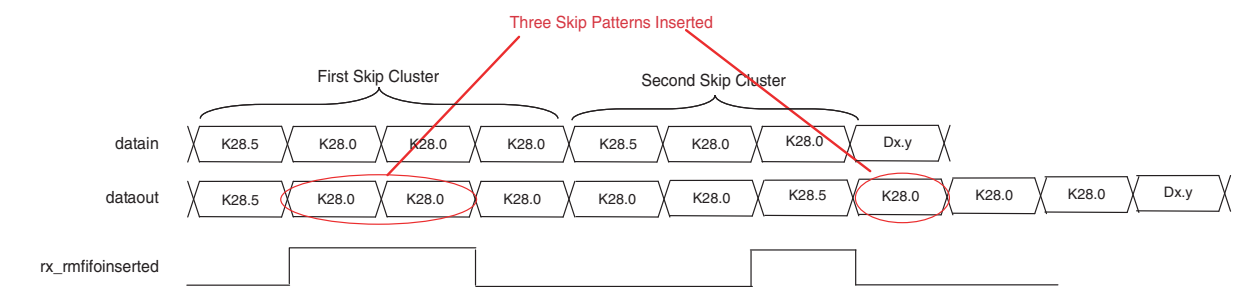 Three Skip Patterns Inserted
First Skip Cluster Second Skip Cluster
datain K28.5 K28.0 K28.0 K28.0 K28.5 K28.0 K28.0 Dx.y
dataout K28.5 K28.0 K28.0 K28.0 K28.0 K28.0 K28.5 K28.0 K28.0 K28.0 Dx.y
rx_rmfifoinserted